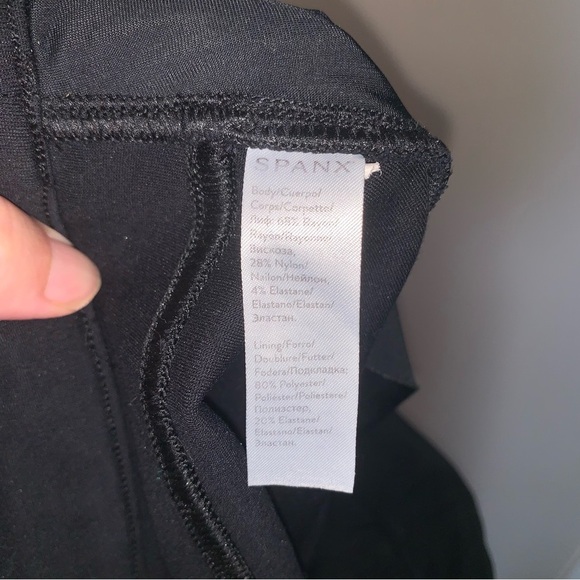 SPANX
Body/Cuerpo/
Corps/Corpetto/
Лиф: 68% Rayon/
Rayon/Rayonne/
Вискоза,
28% Nylon/
Nailon/Нейлон,
4% Elastane/
Elastano/Elastan/
Эластан.
Lining/Forro/
Doublure/Futter/
Fodera/Подкладка:
80% Polyester/
Poliéster/Poliestere/
Полиэстер,
20% Elastane/
Elastano/Elastan/
Эластан.